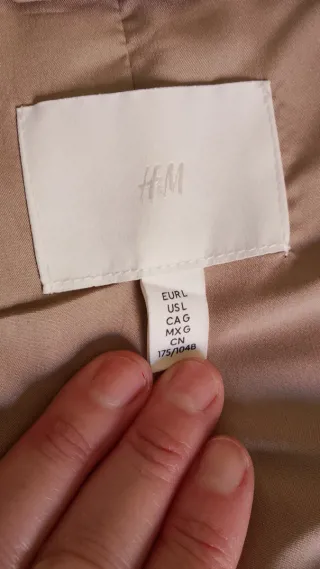 H&M
EUR L
US L
CA G
MX G
CN
175/104B